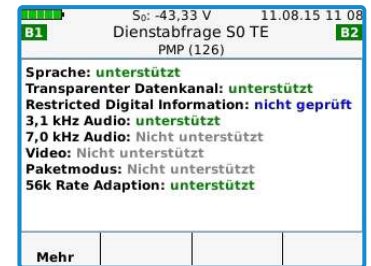 S₀: -43,33 V 11.08.15 11 08
B1 Dienstabfrage S0 TE B2
PMP (126)
Sprache: unterstützt
Transparenter Datenkanal: unterstützt
Restricted Digital Information: nicht geprüft
3,1 kHz Audio: unterstützt
7,0 kHz Audio: Nicht unterstützt
Video: Nicht unterstützt
Paketmodus: Nicht unterstützt
56k Rate Adaption: unterstützt
Mehr